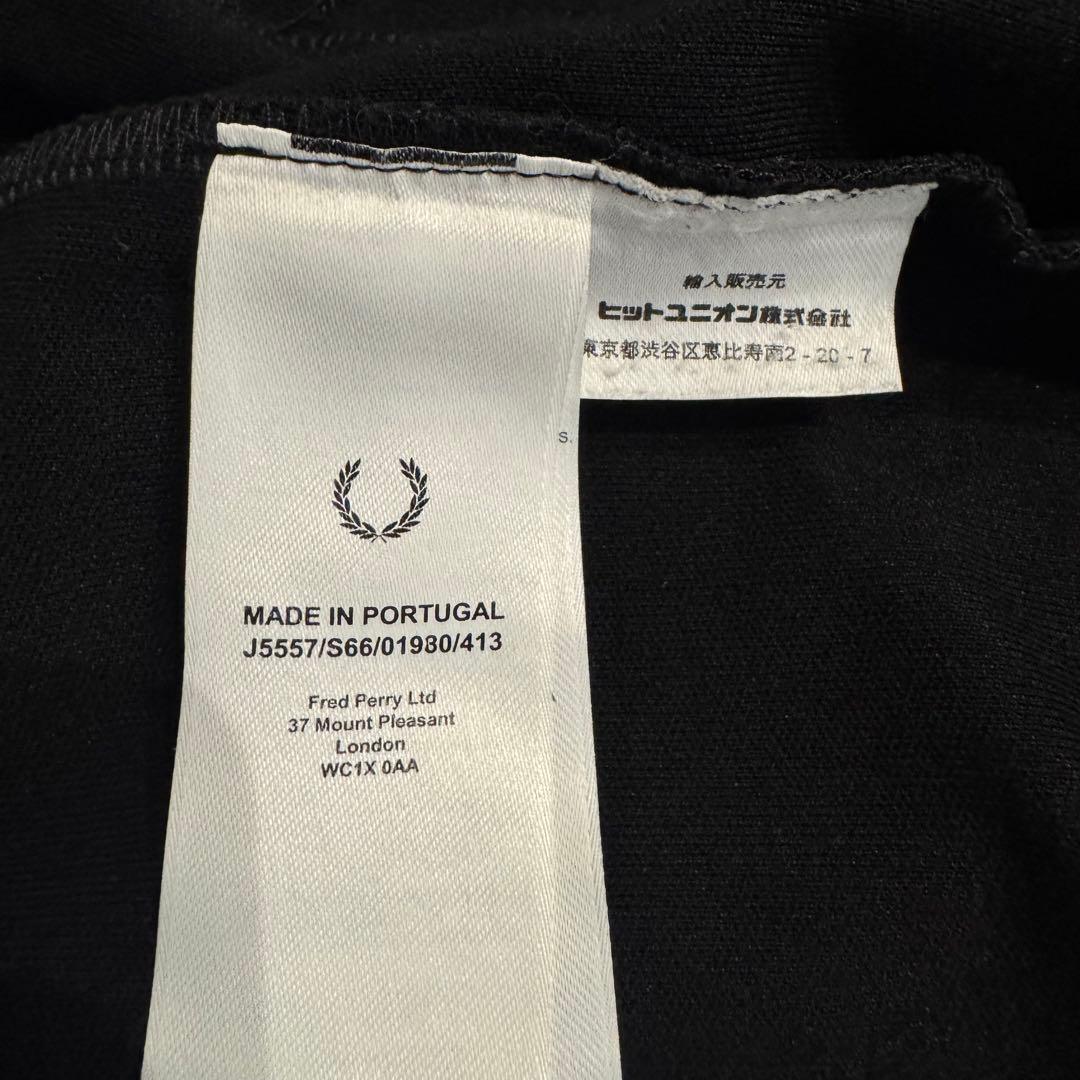 輸入販売元
ヒットユニオン株式会社
東京都渋谷区恵比寿南2-20-7
S.
MADE IN PORTUGAL
J5557/S66/01980/413
Fred Perry Ltd
37 Mount Pleasant
London
WC1X 0AA